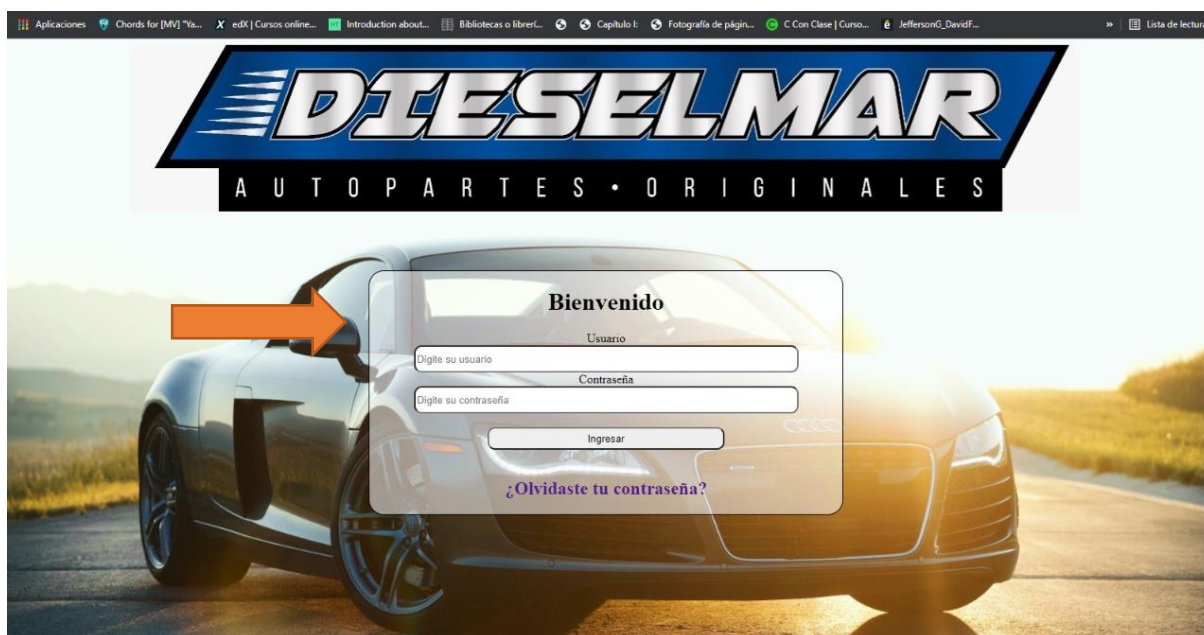 Aplicaciones Chords for [MV] "Ya... edX | Cursos online... Introduction about... Bibliotecas o librerí... Capítulo I: Fotografía de págin... C Con Clase | Curso... JeffersonG_DavidF... » Lista de lectura
DIESELMAR
AUTOPARTES • ORIGINALES
Bienvenido
Usuario
Digite su usuario
Contraseña
Digite su contraseña
Ingresar
¿Olvidaste tu contraseña?